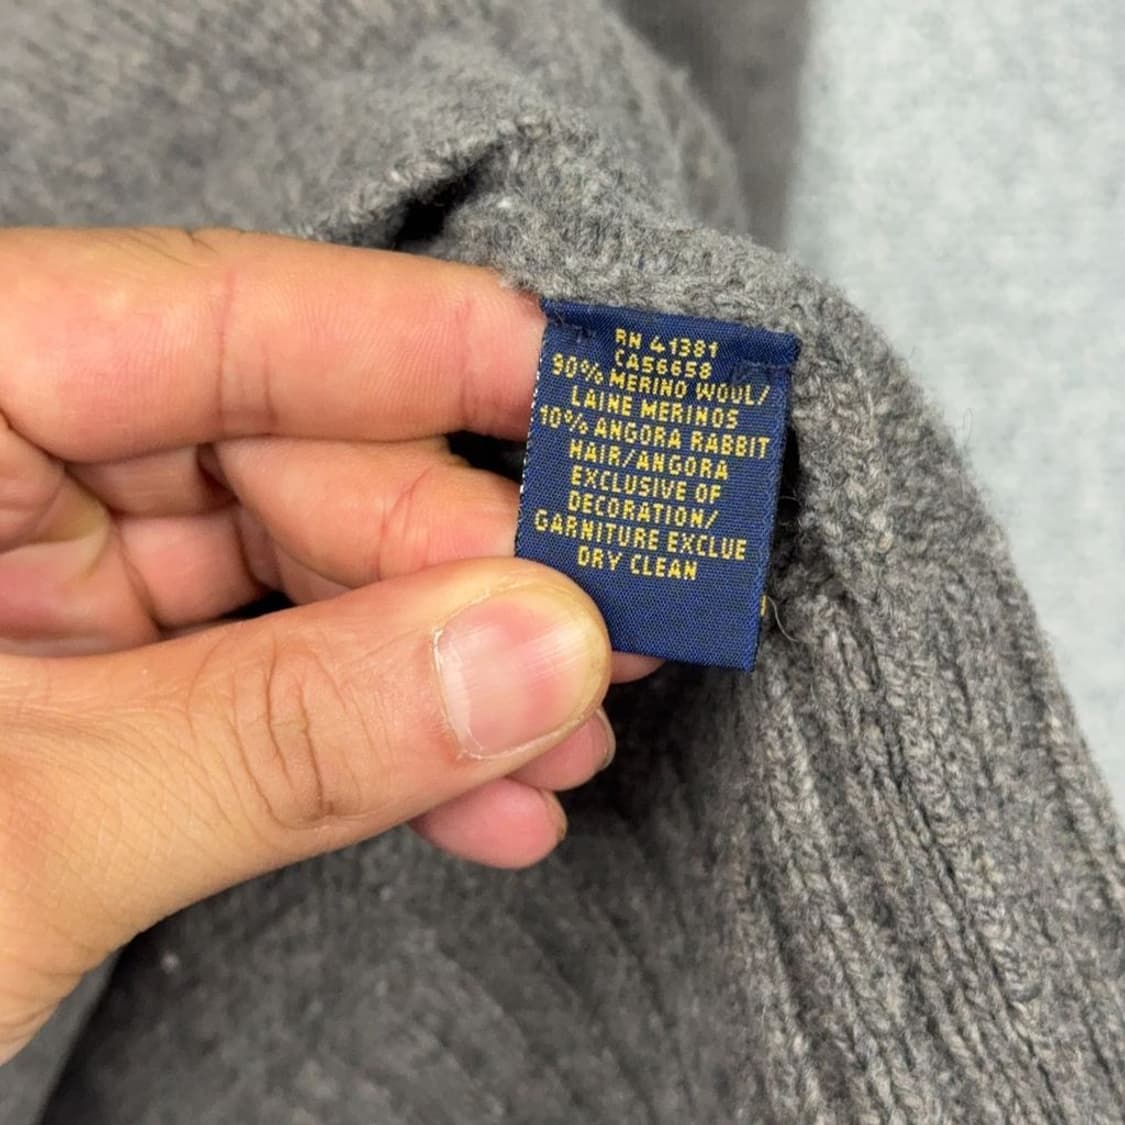 RN 41381
CA56658
90% MERINO WOOL/
LAINE MERINOS
10% ANGORA RABBIT
HAIR/ANGORA
EXCLUSIVE OF
DECORATION/
GARNITURE EXCLUE
DRY CLEAN